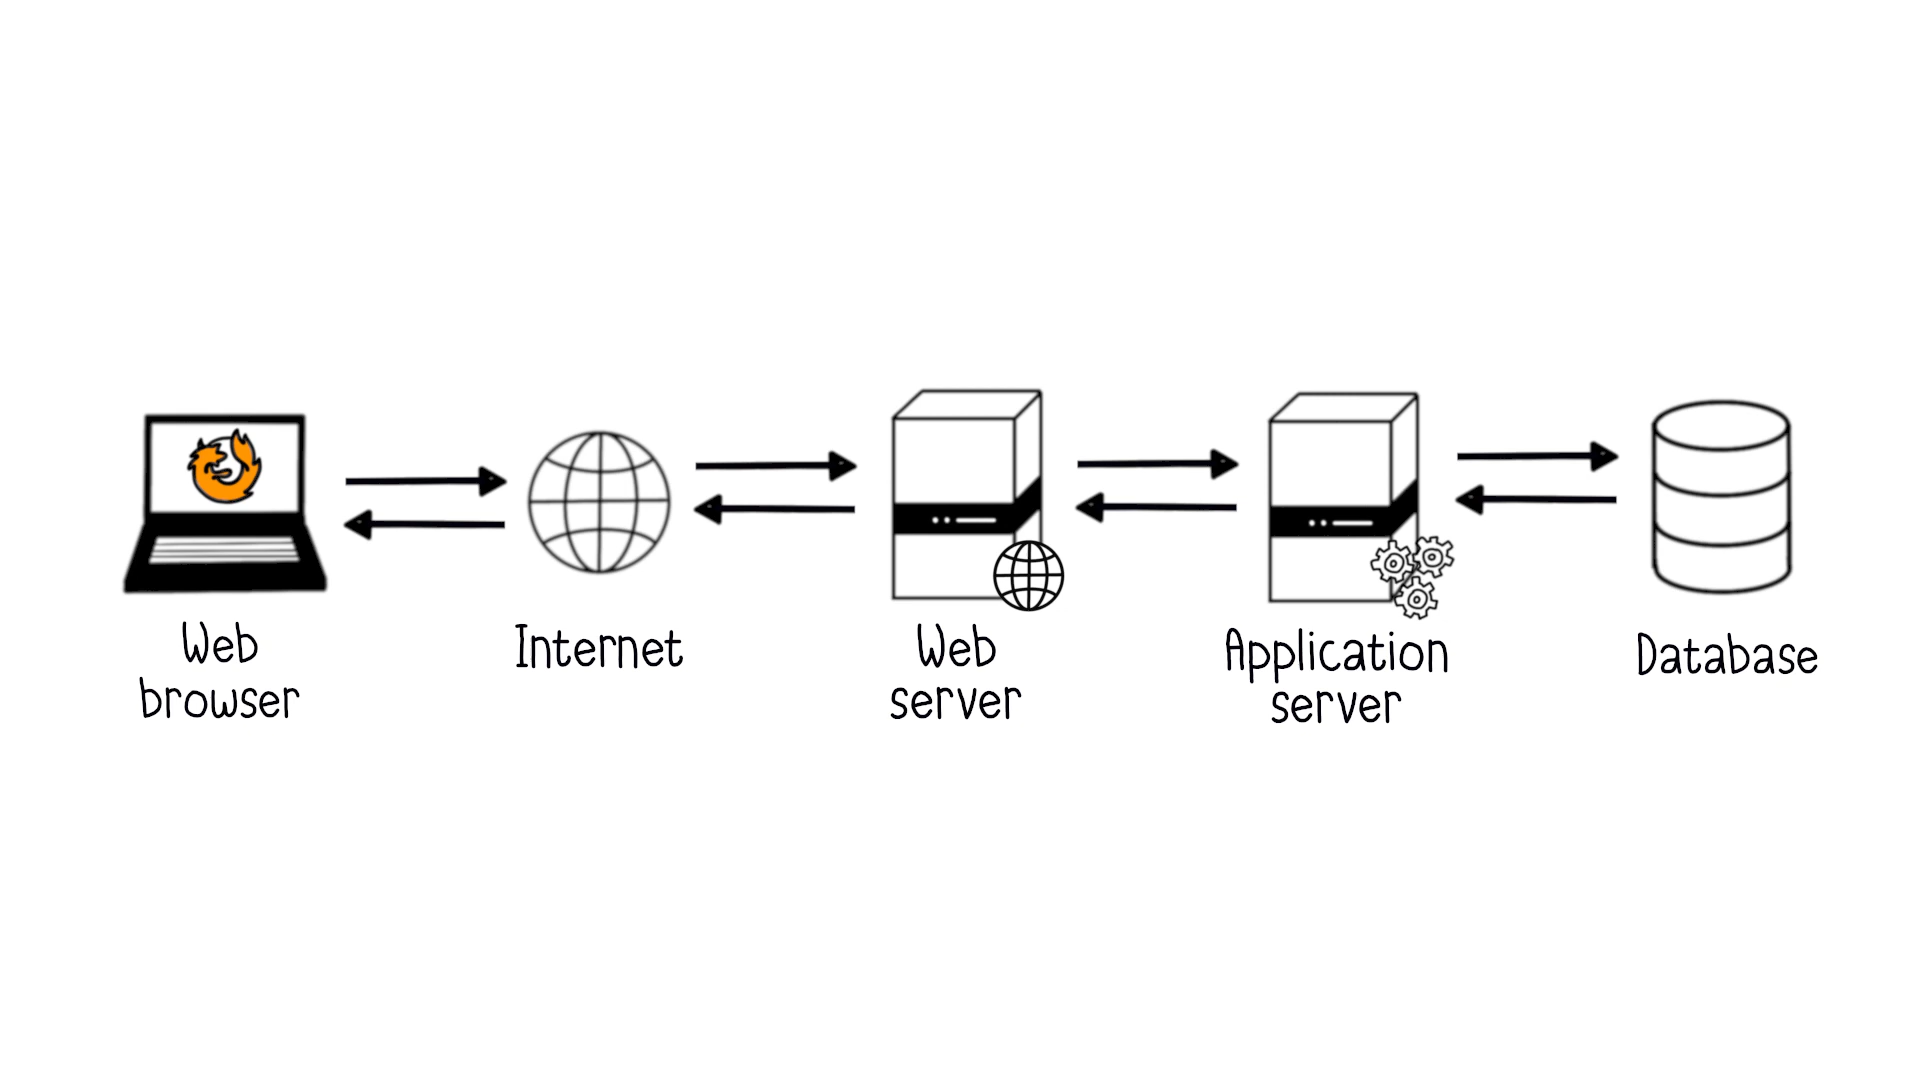 Web
browser
Internet
Web
server
Application
server
Database